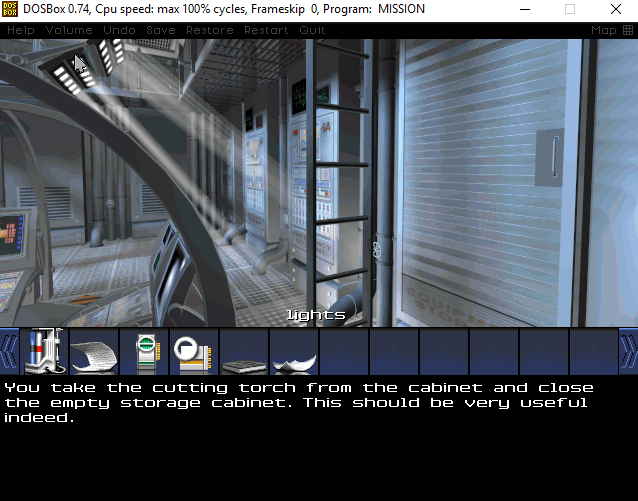 DOSBox 0.74, Cpu speed: max 100% cycles, Frameskip 0, Program: MISSION
Help Volume Undo Save Restore Restart Quit Map
EQUIPM
STO
lights
You take the cutting torch from the cabinet and close
the empty storage cabinet. This should be very useful
indeed.